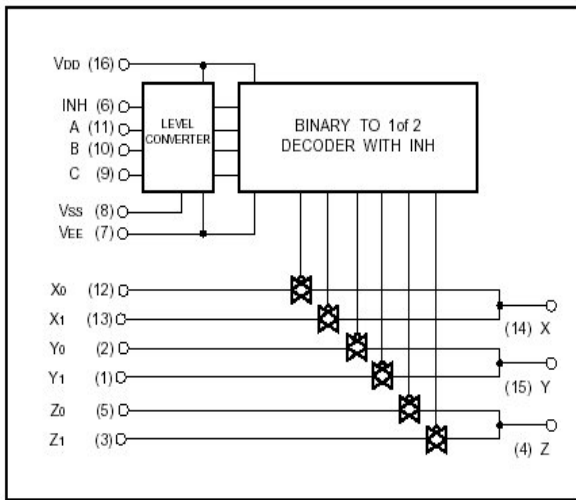 VDD (16)
INH (6)
A (11)
B (10)
C (9)
VSS (8)
VEE (7)
LEVEL
CONVERTER
BINARY TO 1of 2
DECODER WITH INH
X0 (12)
X1 (13)
Y0 (2)
Y1 (1)
Z0 (5)
Z1 (3)
(14) X
(15) Y
(4) Z